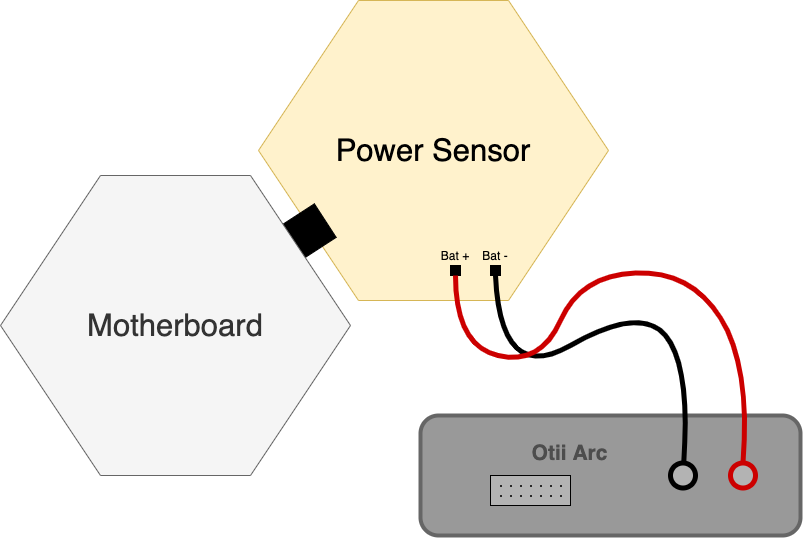 Power Sensor
Bat + Bat -
Motherboard
Otii Arc